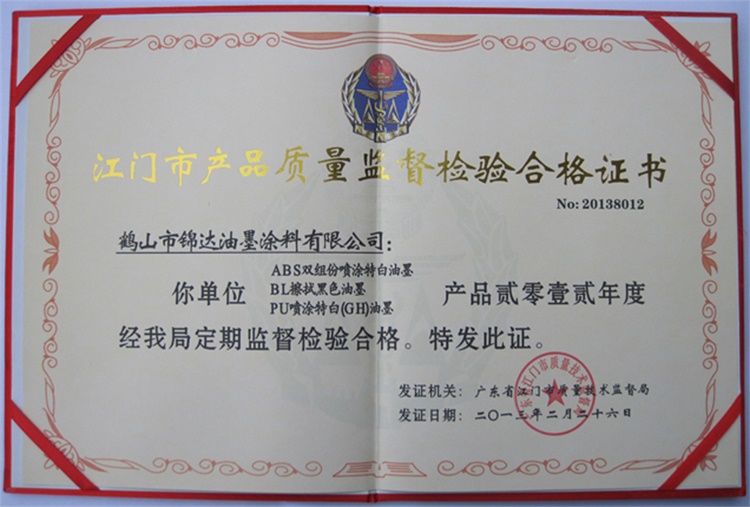 江门市产品质量监督检验合格证书
No: 20138012
鹤山市锦达油墨涂料有限公司：
你单位
ABS双组份喷涂特白油墨
BL擦拭黑色油墨
PU喷涂特白(GH)油墨
产品贰零壹贰年度
经我局定期监督检验合格。特发此证。
发证机关：广东省江门市质量技术监督局
发证日期：二〇一三年二月二十六日